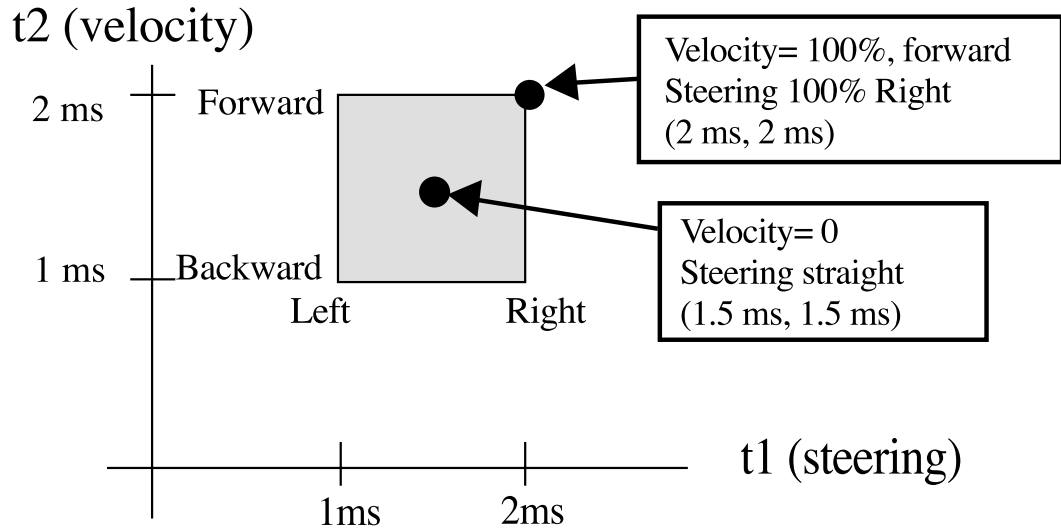 t2 (velocity)
2 ms
Forward
Velocity= 100%, forward
Steering 100% Right
(2 ms, 2 ms)
Velocity= 0
Steering straight
(1.5 ms, 1.5 ms)
1 ms
Backward
Left
Right
t1 (steering)
1ms
2ms